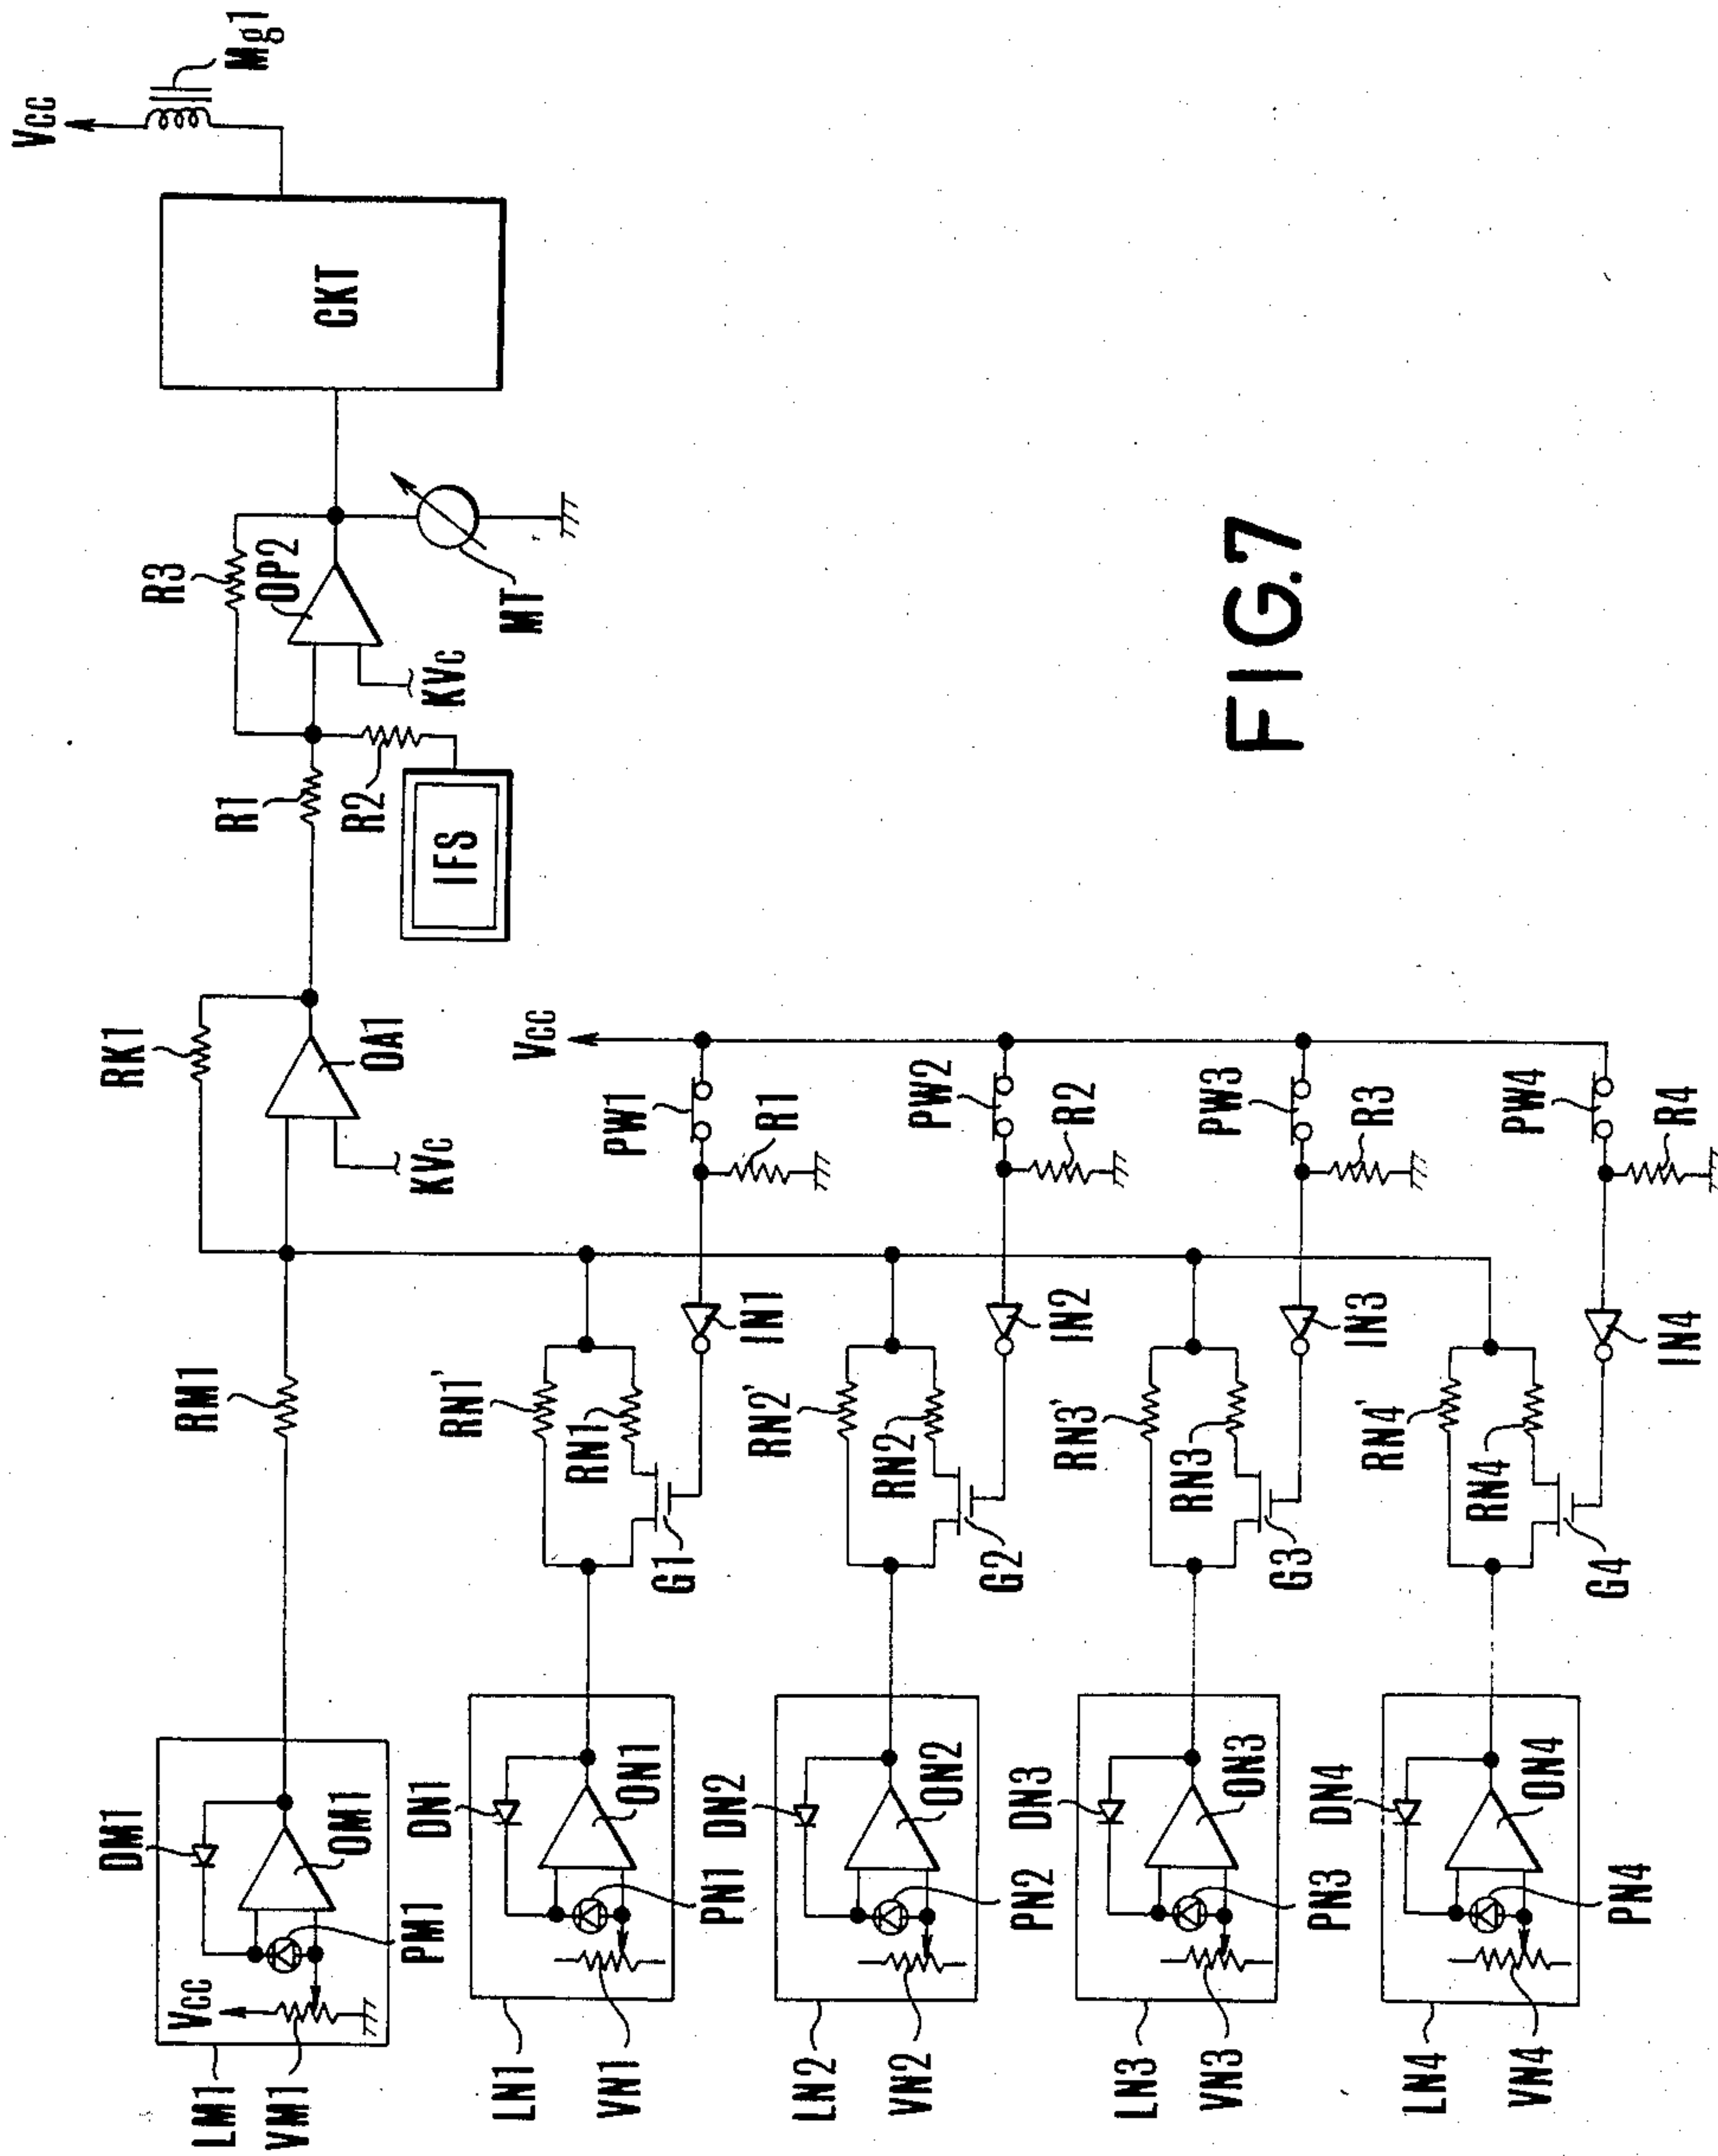 LM1
VM1
Vcc
DM1
OM1
PM1
RM1
RK1
OA1
KVc
R1
R2
IFS
R3
OP2
KVc
MT
CKT
Vcc
Mg1
LN1
VN1
DN1
ON1
PN1
RN1'
RN1
G1
IN1
PW1
R1
Vcc
LN2
VN2
DN2
ON2
PN2
RN2'
RN2
G2
IN2
PW2
R2
LN3
VN3
DN3
ON3
PN3
RN3'
RN3
G3
IN3
PW3
R3
LN4
VN4
DN4
ON4
PN4
RN4'
RN4
G4
IN4
PW4
R4
FIG.7